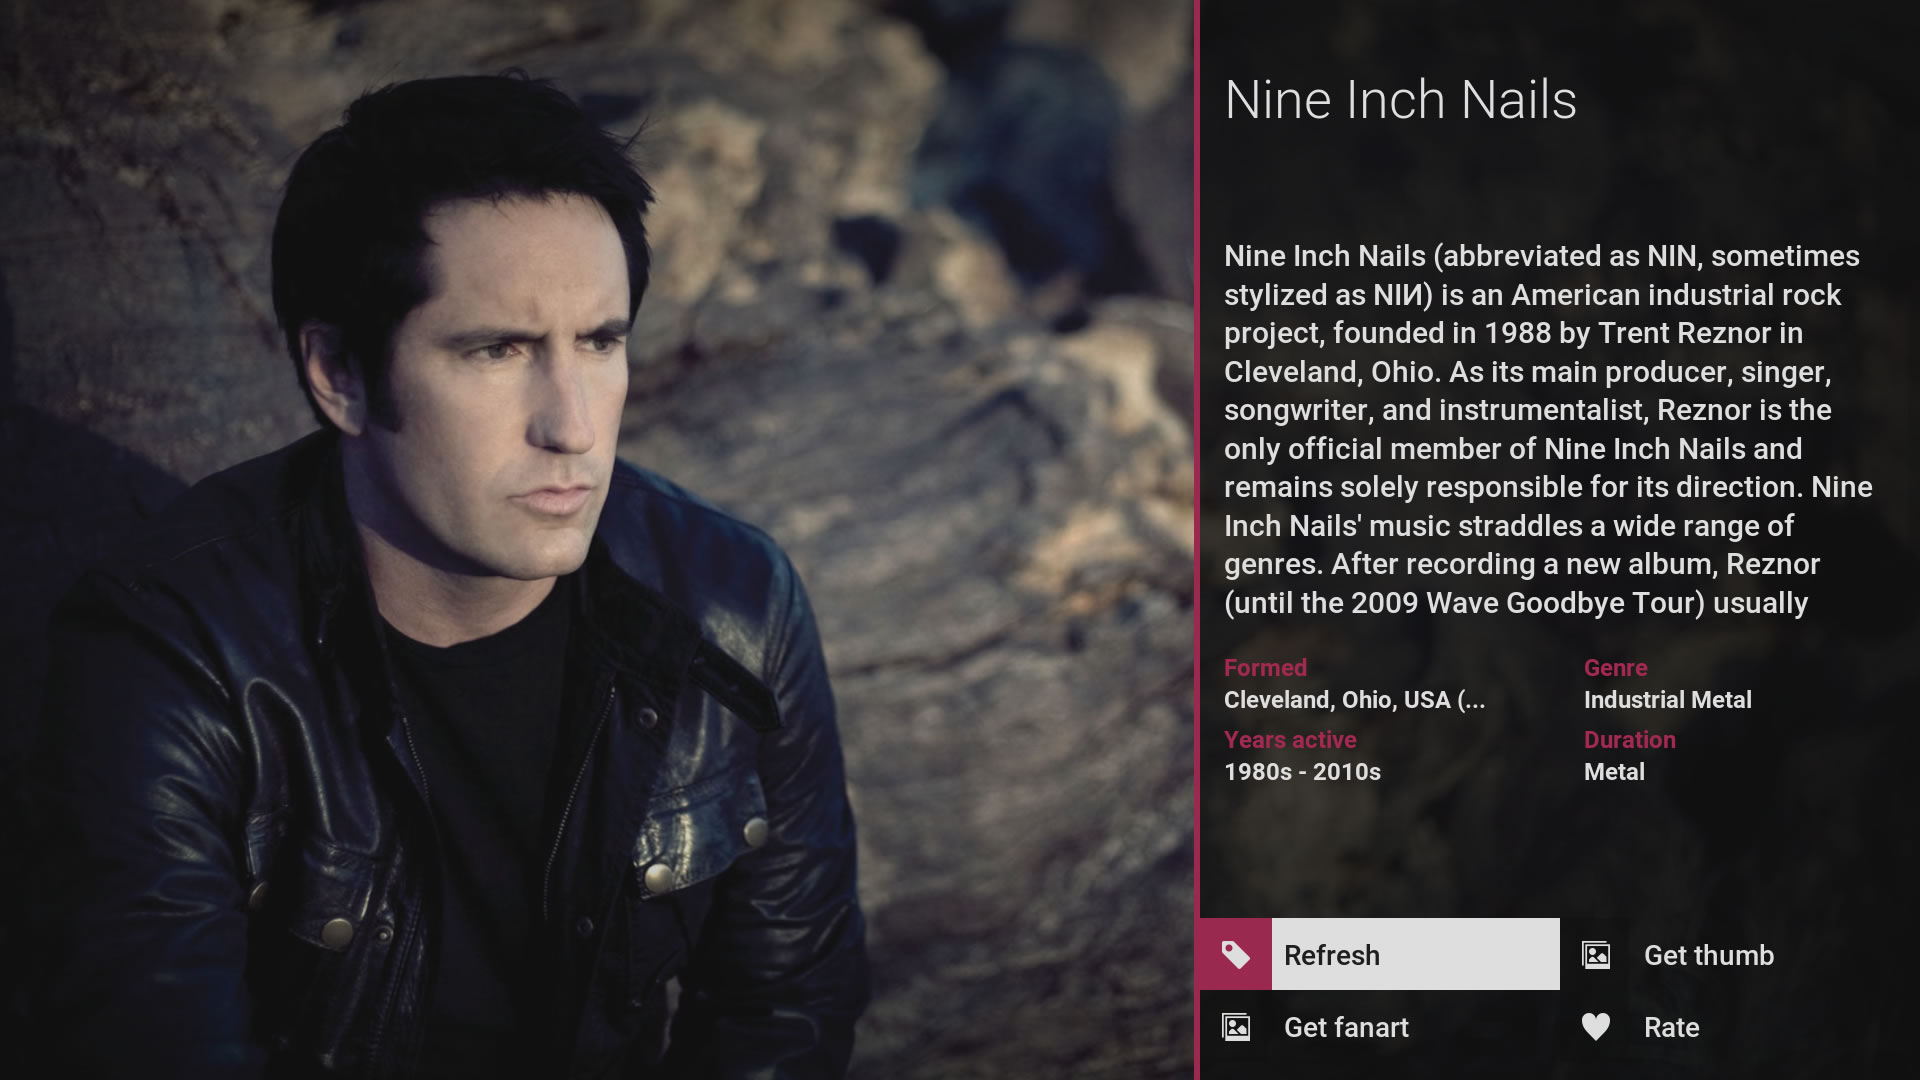 Nine Inch Nails
Nine Inch Nails (abbreviated as NIN, sometimes
stylized as NIИ) is an American industrial rock
project, founded in 1988 by Trent Reznor in
Cleveland, Ohio. As its main producer, singer,
songwriter, and instrumentalist, Reznor is the
only official member of Nine Inch Nails and
remains solely responsible for its direction. Nine
Inch Nails' music straddles a wide range of
genres. After recording a new album, Reznor
(until the 2009 Wave Goodbye Tour) usually
Formed
Cleveland, Ohio, USA (...
Genre
Industrial Metal
Years active
1980s - 2010s
Duration
Metal
Refresh
Get thumb
Get fanart
Rate